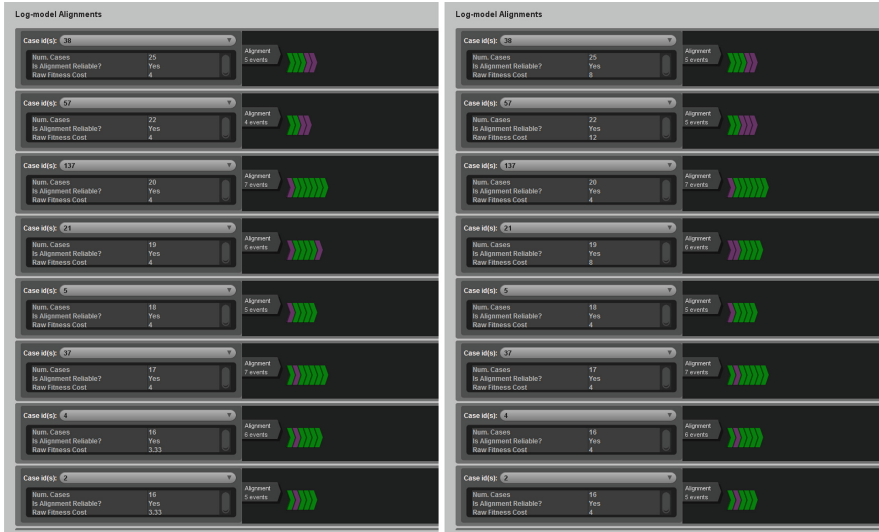 Log-model Alignments
Case id(s): 38
Num. Cases 25
Is Alignment Reliable? Yes
Raw Fitness Cost 4
Alignment
5 events
Case id(s): 57
Num. Cases 22
Is Alignment Reliable? Yes
Raw Fitness Cost 4
Alignment
4 events
Case id(s): 137
Num. Cases 20
Is Alignment Reliable? Yes
Raw Fitness Cost 4
Alignment
7 events
Case id(s): 21
Num. Cases 19
Is Alignment Reliable? Yes
Raw Fitness Cost 4
Alignment
6 events
Case id(s): 5
Num. Cases 18
Is Alignment Reliable? Yes
Raw Fitness Cost 4
Alignment
5 events
Case id(s): 37
Num. Cases 17
Is Alignment Reliable? Yes
Raw Fitness Cost 4
Alignment
7 events
Case id(s): 4
Num. Cases 16
Is Alignment Reliable? Yes
Raw Fitness Cost 3.33
Alignment
6 events
Case id(s): 2
Num. Cases 16
Is Alignment Reliable? Yes
Raw Fitness Cost 3.33
Alignment
5 events
Log-model Alignments
Case id(s): 38
Num. Cases 25
Is Alignment Reliable? Yes
Raw Fitness Cost 8
Alignment
5 events
Case id(s): 57
Num. Cases 22
Is Alignment Reliable? Yes
Raw Fitness Cost 12
Alignment
5 events
Case id(s): 137
Num. Cases 20
Is Alignment Reliable? Yes
Raw Fitness Cost 4
Alignment
7 events
Case id(s): 21
Num. Cases 19
Is Alignment Reliable? Yes
Raw Fitness Cost 8
Alignment
6 events
Case id(s): 5
Num. Cases 18
Is Alignment Reliable? Yes
Raw Fitness Cost 4
Alignment
5 events
Case id(s): 37
Num. Cases 17
Is Alignment Reliable? Yes
Raw Fitness Cost 4
Alignment
7 events
Case id(s): 4
Num. Cases 16
Is Alignment Reliable? Yes
Raw Fitness Cost 4
Alignment
6 events
Case id(s): 2
Num. Cases 16
Is Alignment Reliable? Yes
Raw Fitness Cost 4
Alignment
5 events